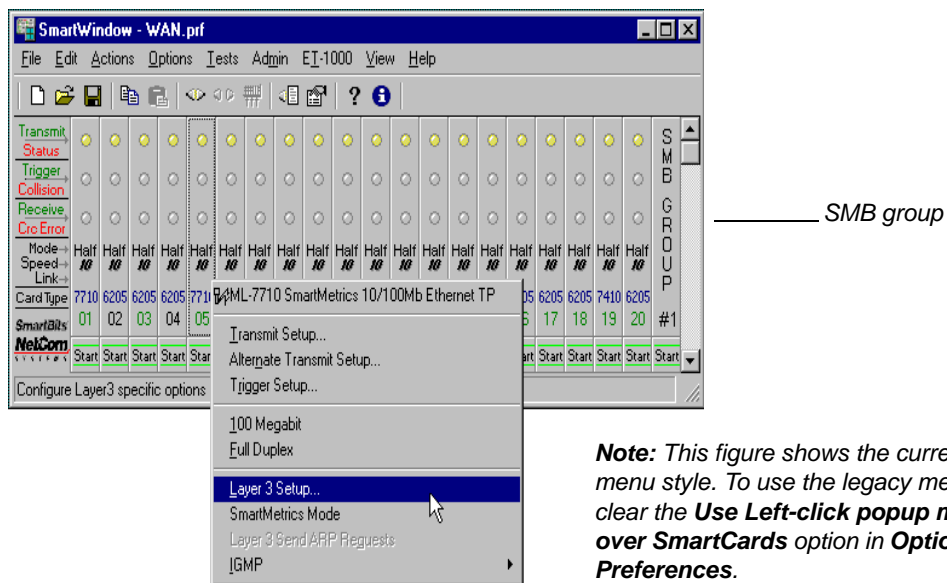 SmartWindow - WAN.prf
File Edit Actions Options Tests Admin ET-1000 View Help
Transmit
Status
Trigger
Collision
Receive
Crc Error
SMB GROUP
SMB group
Mode→ Half Half Half Half Half Half Half Half Half Half Half Half Half Half Half Half Half Half Half Half
Speed→ 10 10 10 10 10 10 10 10 10 10 10 10 10 10 10 10 10 10 10 10
Link→
Card Type 7710 6205 6205 6205 05 6205 6205 7410 6205
SmartBits 01 02 03 04 05 17 18 19 20 #1
NetCom SYSTEMS Start Start Start Start Start Start Start Start Start
Configure Layer3 specific options
ML-7710 SmartMetrics 10/100Mb Ethernet TP
Transmit Setup...
Alternate Transmit Setup...
Trigger Setup...
100 Megabit
Full Duplex
Layer 3 Setup...
SmartMetrics Mode
Layer 3 Send ARP Requests
IGMP
Note: This figure shows the curre
menu style. To use the legacy me
clear the Use Left-click popup m
over SmartCards option in Optio
Preferences.